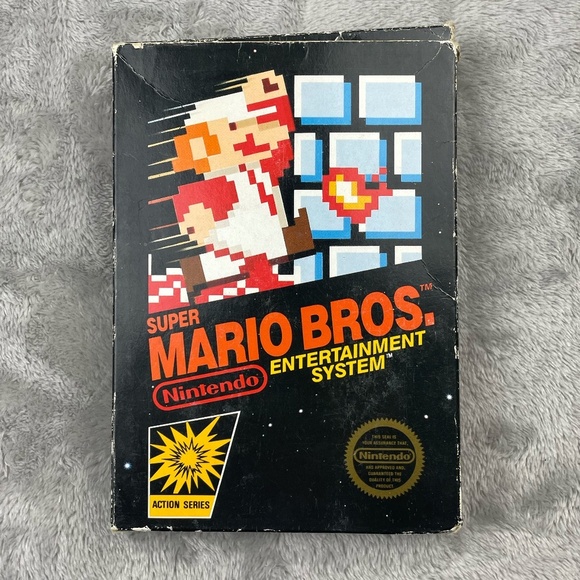 SUPER
MARIO BROS.™
Nintendo
ENTERTAINMENT
SYSTEM™
ACTION SERIES
THIS SEAL IS
YOUR ASSURANCE THAT
Nintendo
HAS APPROVED AND
GUARANTEED THE
QUALITY OF THIS
PRODUCT